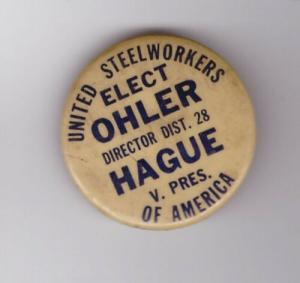 UNITED STEELWORKERS
ELECT
OHLER
DIRECTOR DIST. 28
HAGUE
V. PRES.
OF AMERICA